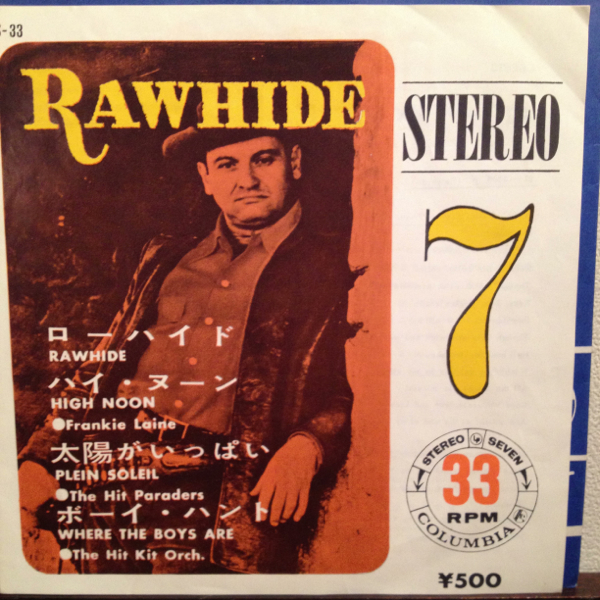 -33
RAWHIDE
STEREO
7
ローハイド
RAWHIDE
ハイ・ヌーン
HIGH NOON
●Frankie Laine
太陽がいっぱい
PLEIN SOLEIL
●The Hit Paraders
ボーイ・ハント
WHERE THE BOYS ARE
●The Hit Kit Orch.
STEREO SEVEN
33
RPM
COLUMBIA
¥500